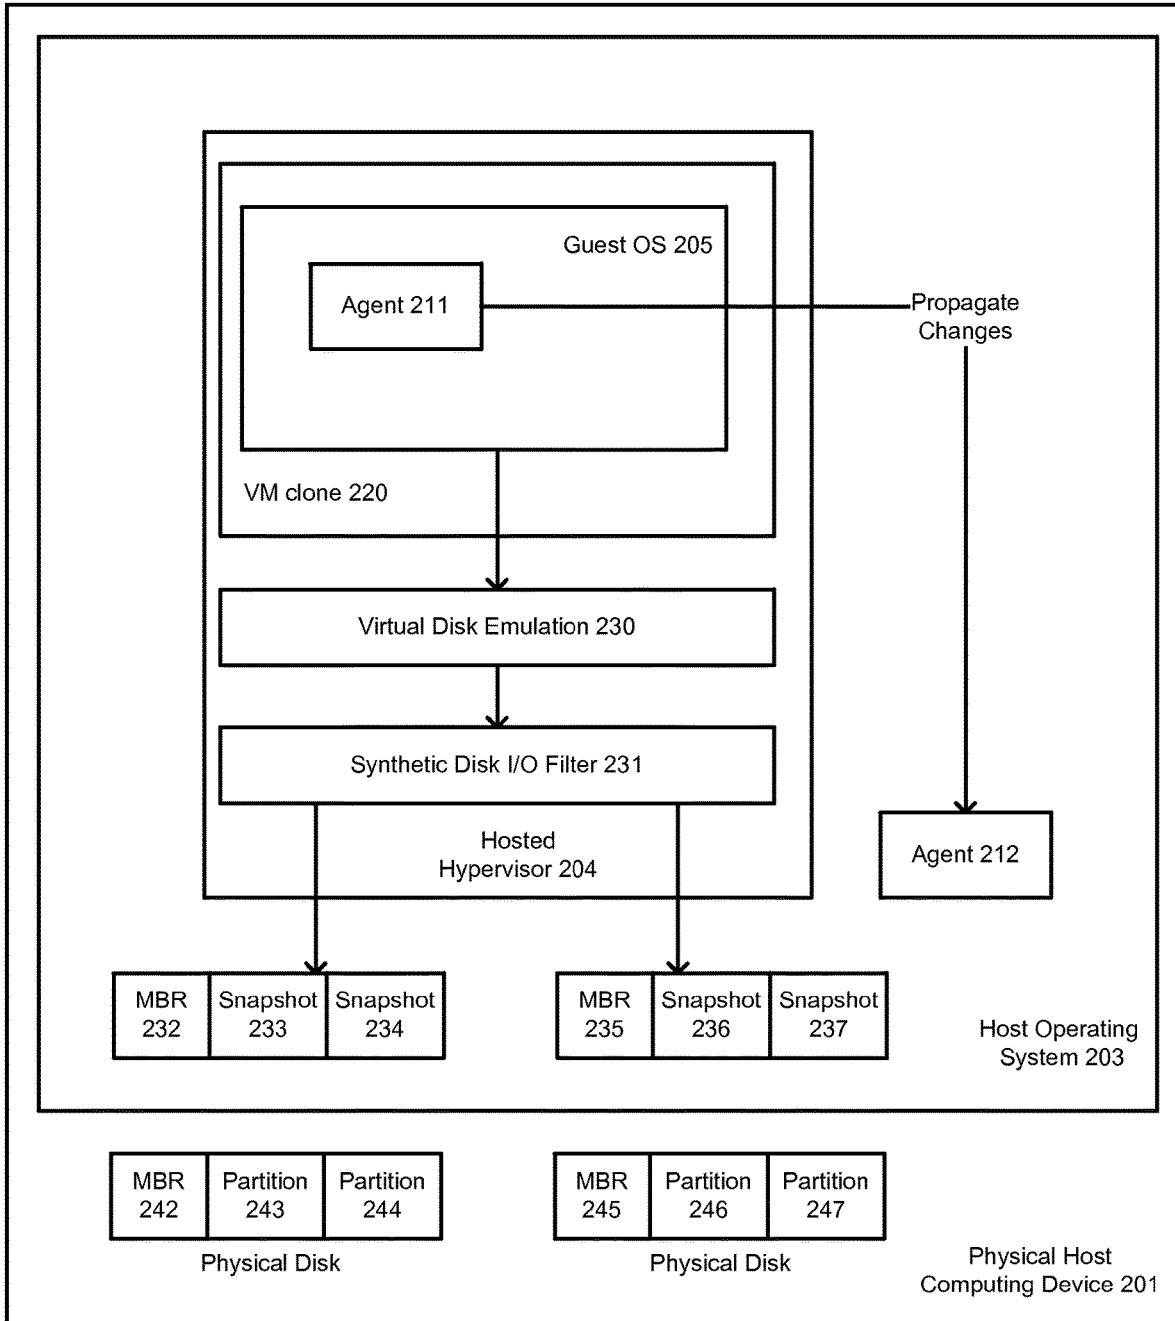 Guest OS 205
Agent 211
Propagate
Changes
VM clone 220
Virtual Disk Emulation 230
Synthetic Disk I/O Filter 231
Hosted
Hypervisor 204
Agent 212
MBR
232
Snapshot
233
Snapshot
234
MBR
235
Snapshot
236
Snapshot
237
Host Operating
System 203
MBR
242
Partition
243
Partition
244
Physical Disk
MBR
245
Partition
246
Partition
247
Physical Disk
Physical Host
Computing Device 201